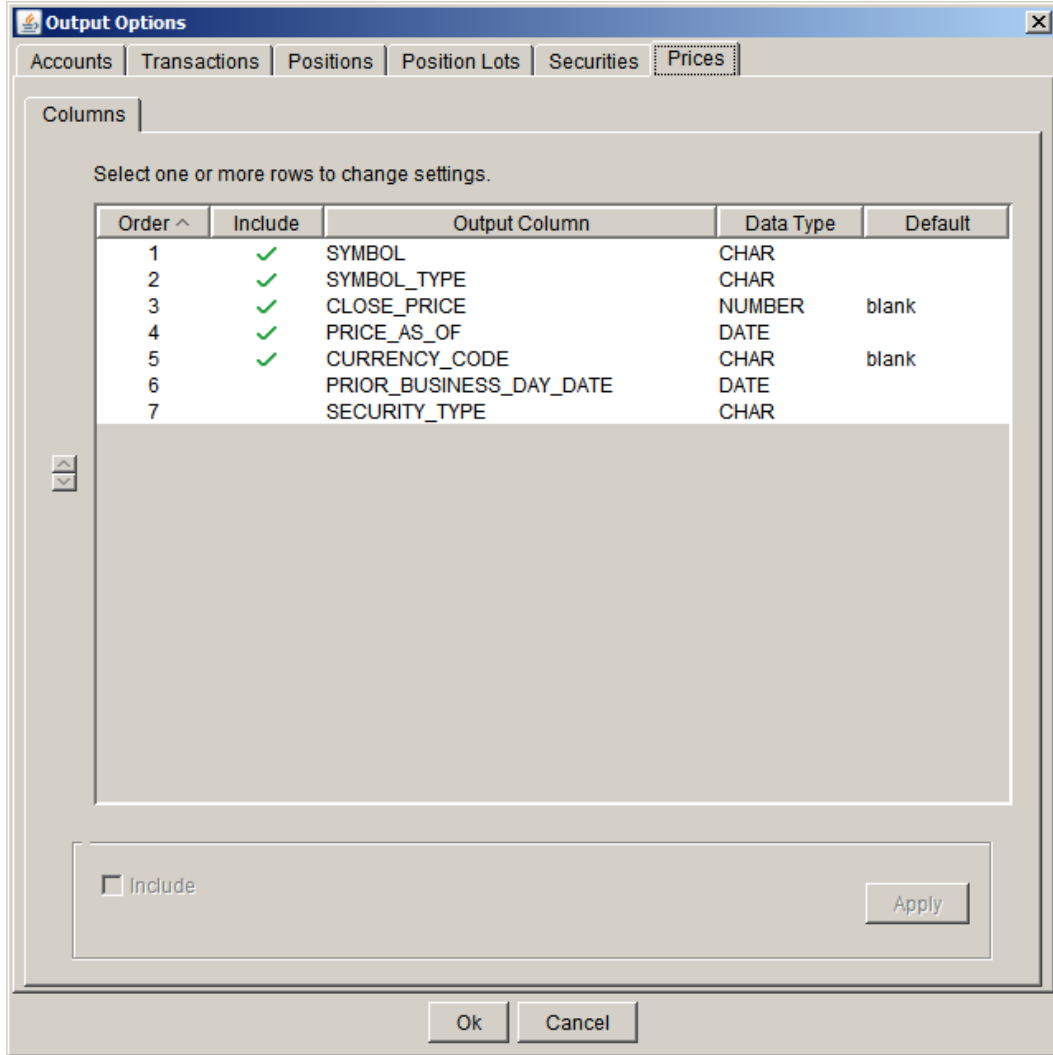 Output Options
Accounts Transactions Positions Position Lots Securities Prices
Columns
Select one or more rows to change settings.
Order Include Output Column Data Type Default
1 SYMBOL CHAR
2 SYMBOL_TYPE CHAR
3 CLOSE_PRICE NUMBER blank
4 PRICE_AS_OF DATE
5 CURRENCY_CODE CHAR blank
6 PRIOR_BUSINESS_DAY_DATE DATE
7 SECURITY_TYPE CHAR
Include
Apply
Ok Cancel